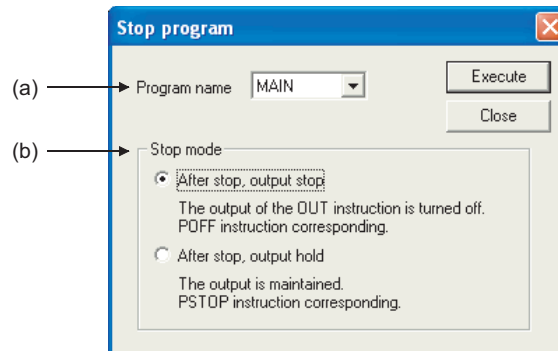 Stop program
(a)
Program name
MAIN
Execute
Close
(b)
Stop mode
After stop, output stop
The output of the OUT instruction is turned off.
POFF instruction corresponding.
After stop, output hold
The output is maintained.
PSTOP instruction corresponding.